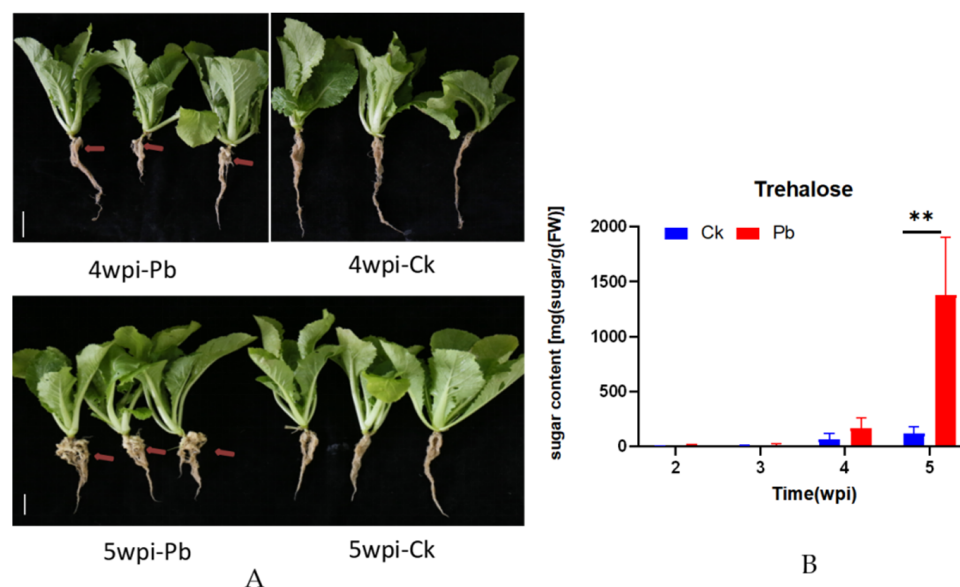 4wpi-Pb
4wpi-Ck
5wpi-Pb
5wpi-Ck
A
Trehalose
**
Ck
Pb
sugar content [mg(sugar/g(FW)]
2000
1500
1000
500
0
2
3
4
5
Time(wpi)
B